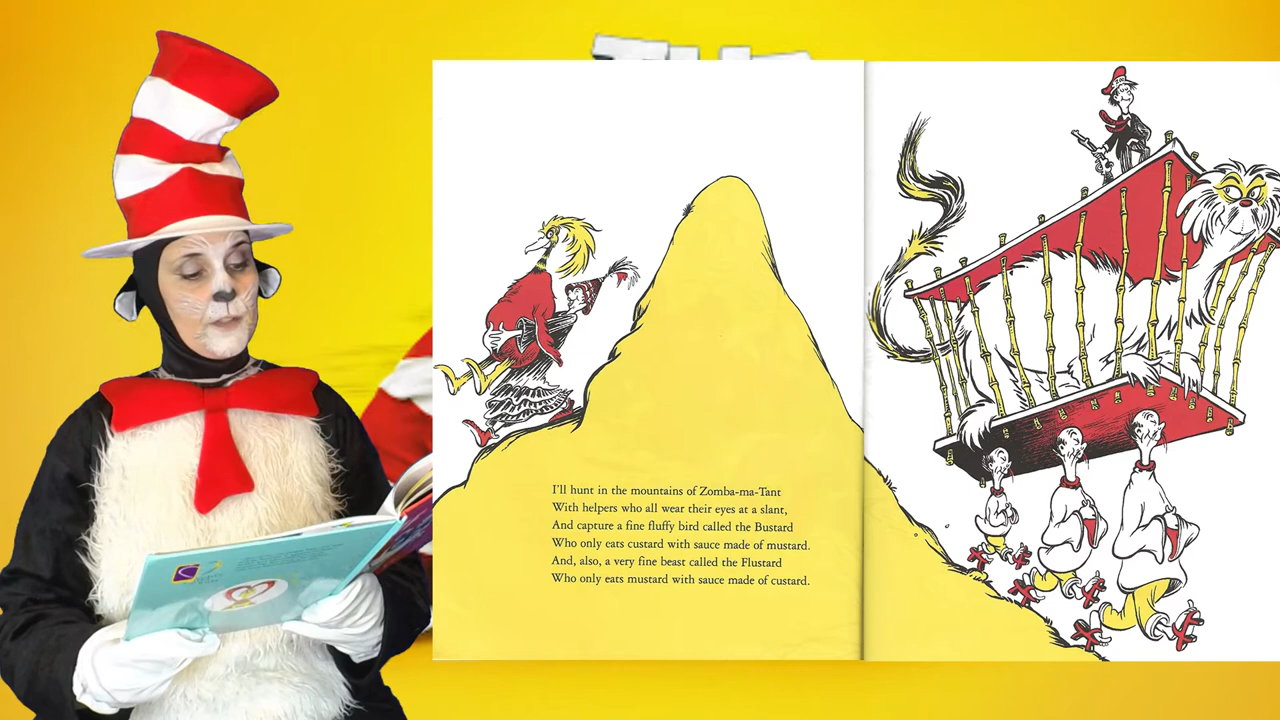 I'll hunt in the mountains of Zomba-ma-Tant
With helpers who all wear their eyes at a slant,
And capture a fine fluffy bird called the Bustard
Who only eats custard with sauce made of mustard.
And, also, a very fine beast called the Flustard
Who only eats mustard with sauce made of custard.